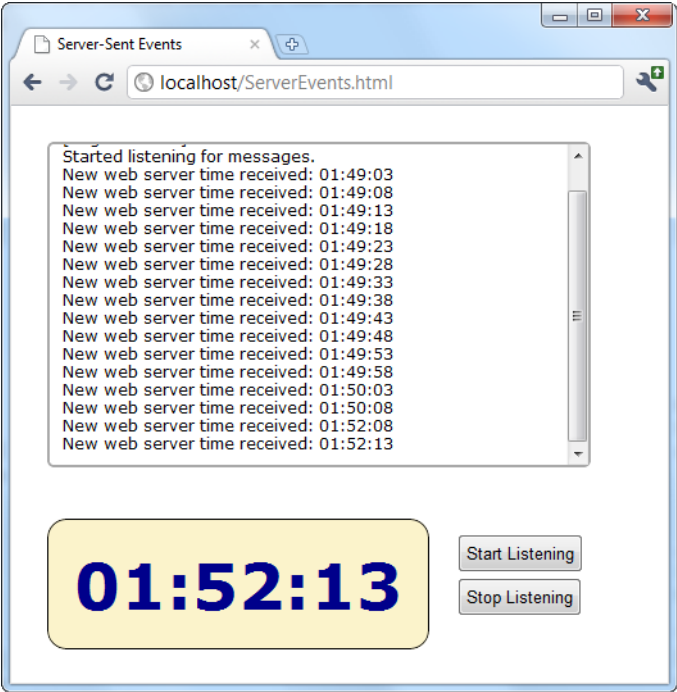 Server-Sent Events
localhost/ServerEvents.html
Started listening for messages.
New web server time received: 01:49:03
New web server time received: 01:49:08
New web server time received: 01:49:13
New web server time received: 01:49:18
New web server time received: 01:49:23
New web server time received: 01:49:28
New web server time received: 01:49:33
New web server time received: 01:49:38
New web server time received: 01:49:43
New web server time received: 01:49:48
New web server time received: 01:49:53
New web server time received: 01:49:58
New web server time received: 01:50:03
New web server time received: 01:50:08
New web server time received: 01:52:08
New web server time received: 01:52:13
01:52:13
Start Listening
Stop Listening